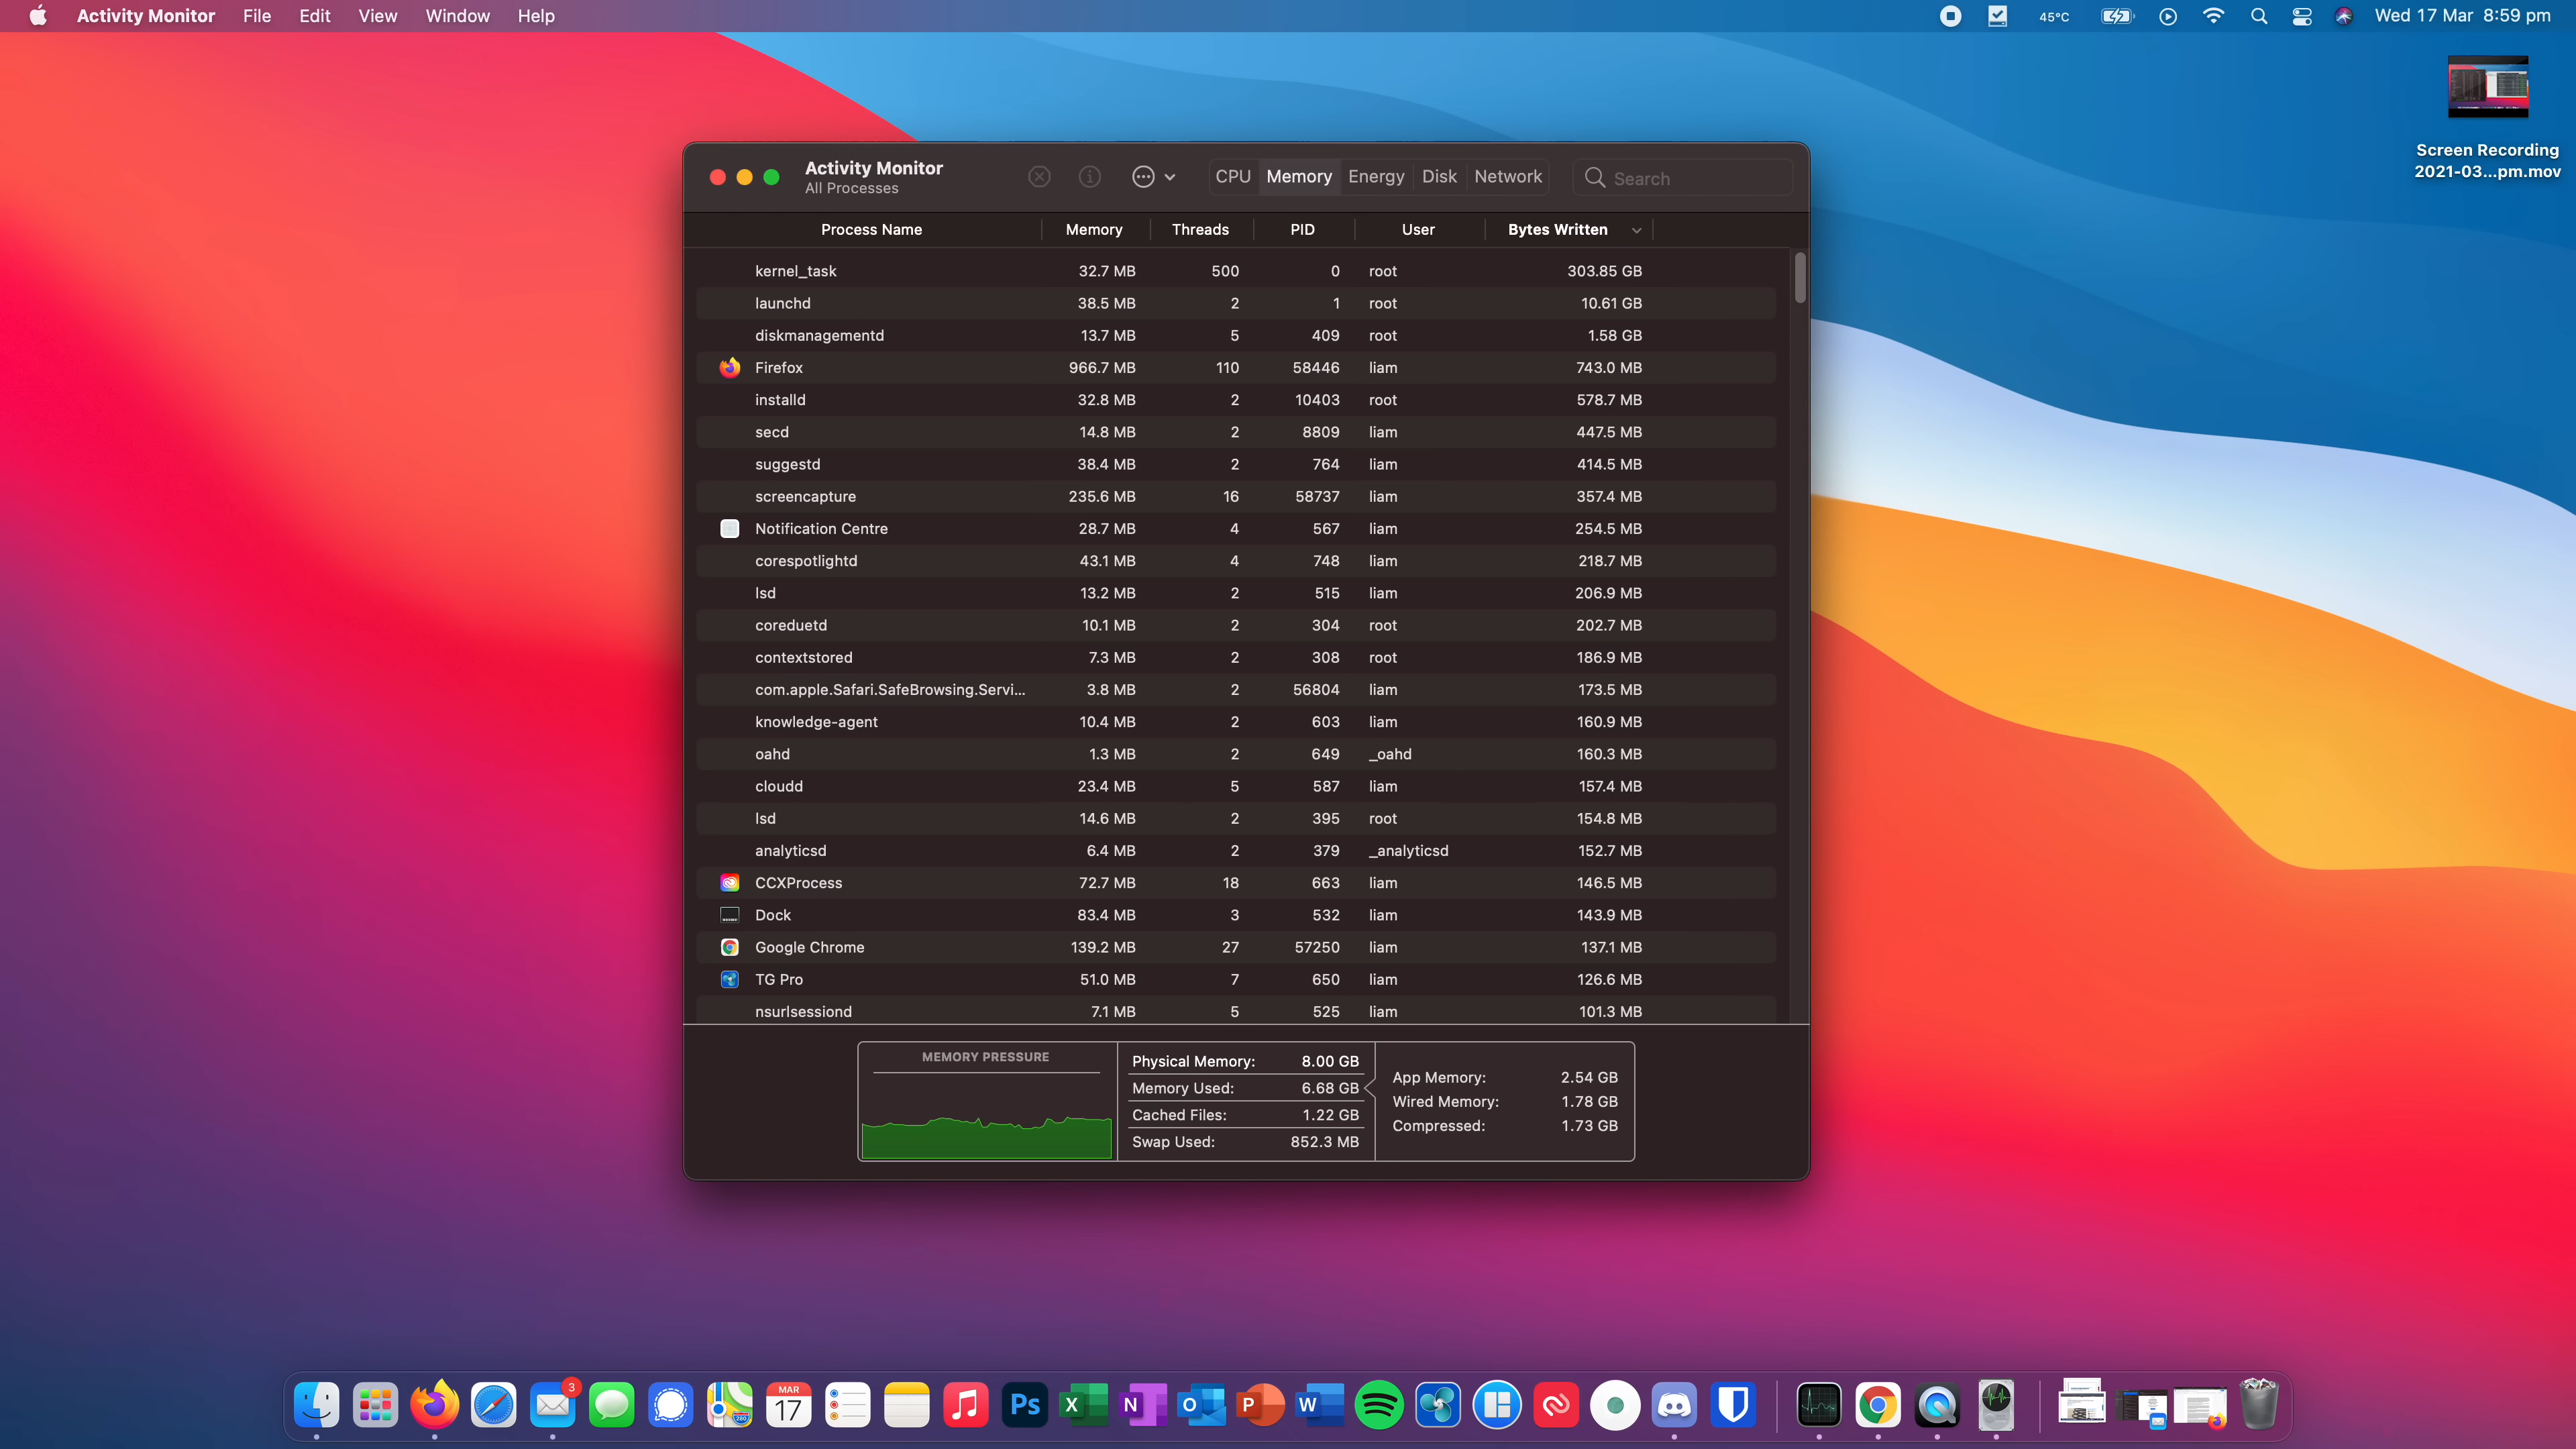 Activity Monitor File Edit View Window Help 45°C Wed 17 Mar 8:59 pm
Screen Recording
2021-03...pm.mov
Activity Monitor
All Processes
CPU Memory Energy Disk Network Search
Process Name Memory Threads PID User Bytes Written
kernel_task 32.7 MB 500 0 root 303.85 GB
launchd 38.5 MB 2 1 root 10.61 GB
diskmanagementd 13.7 MB 5 409 root 1.58 GB
Firefox 966.7 MB 110 58446 liam 743.0 MB
installd 32.8 MB 2 10403 root 578.7 MB
secd 14.8 MB 2 8809 liam 447.5 MB
suggestd 38.4 MB 2 764 liam 414.5 MB
screencapture 235.6 MB 16 58737 liam 357.4 MB
Notification Centre 28.7 MB 4 567 liam 254.5 MB
corespotlightd 43.1 MB 4 748 liam 218.7 MB
lsd 13.2 MB 2 515 liam 206.9 MB
coreduetd 10.1 MB 2 304 root 202.7 MB
contextstored 7.3 MB 2 308 root 186.9 MB
com.apple.Safari.SafeBrowsing.Servi... 3.8 MB 2 56804 liam 173.5 MB
knowledge-agent 10.4 MB 2 603 liam 160.9 MB
oahd 1.3 MB 2 649 _oahd 160.3 MB
cloudd 23.4 MB 5 587 liam 157.4 MB
lsd 14.6 MB 2 395 root 154.8 MB
analyticsd 6.4 MB 2 379 _analyticsd 152.7 MB
CCXProcess 72.7 MB 18 663 liam 146.5 MB
Dock 83.4 MB 3 532 liam 143.9 MB
Google Chrome 139.2 MB 27 57250 liam 137.1 MB
TG Pro 51.0 MB 7 650 liam 126.6 MB
nsurlsessiond 7.1 MB 5 525 liam 101.3 MB
MEMORY PRESSURE
Physical Memory: 8.00 GB
Memory Used: 6.68 GB
Cached Files: 1.22 GB
Swap Used: 852.3 MB
App Memory: 2.54 GB
Wired Memory: 1.78 GB
Compressed: 1.73 GB
3 MAR 17 Ps X N O P W